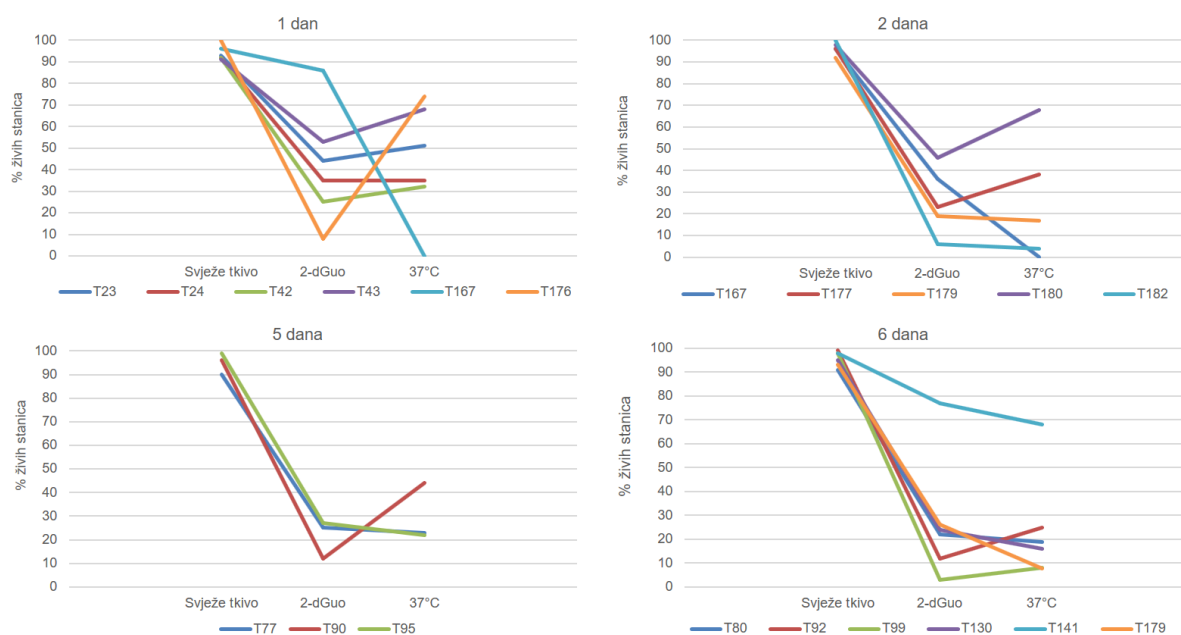 1 dan
% živih stanica
100
90
80
70
60
50
40
30
20
10
0
Svježe tkivo 2-dGuo 37°C
T23 T24 T42 T43 T167 T176
2 dana
% živih stanica
100
90
80
70
60
50
40
30
20
10
0
Svježe tkivo 2-dGuo 37°C
T167 T177 T179 T180 T182
5 dana
% živih stanica
100
90
80
70
60
50
40
30
20
10
0
Svježe tkivo 2-dGuo 37°C
T77 T90 T95
6 dana
% živih stanica
100
90
80
70
60
50
40
30
20
10
0
Svježe tkivo 2-dGuo 37°C
T80 T92 T99 T130 T141 T179